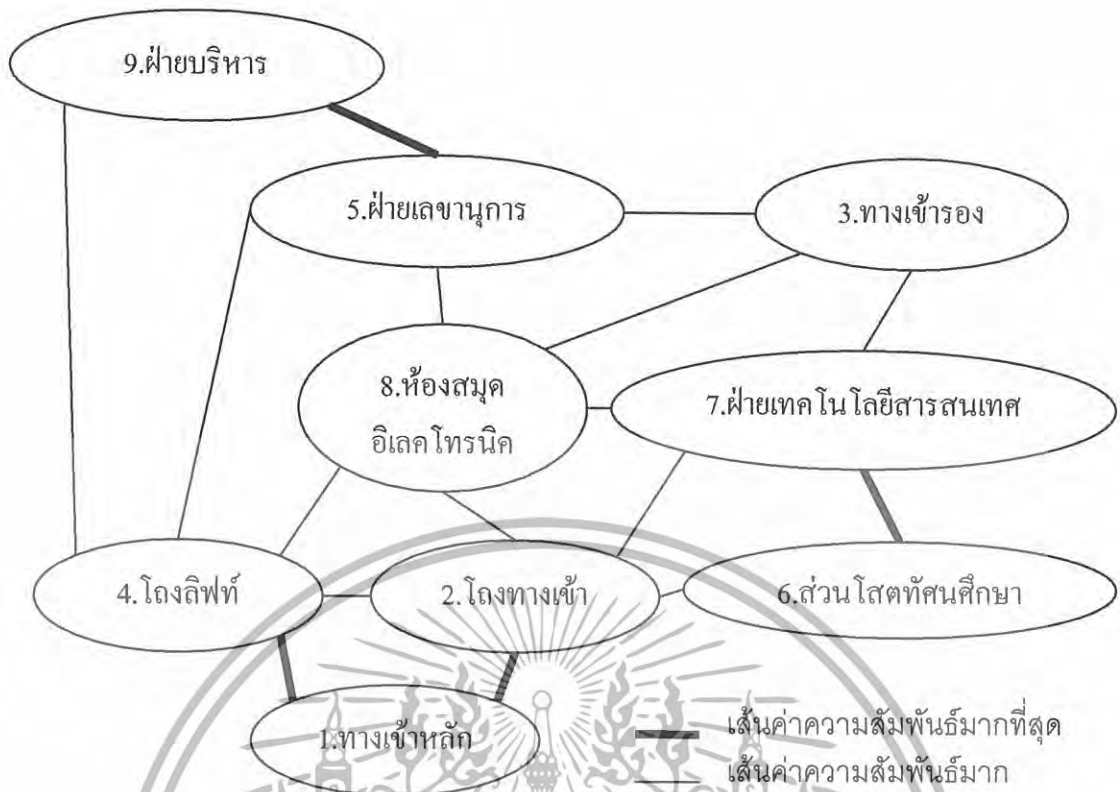 9.ฝ่ายบริหาร
5.ฝ่ายเลขานุการ
3.ทางเข้ารอง
8.ห้องสมุด
อิเลคโทรนิค
7.ฝ่ายเทคโนโลยีสารสนเทศ
4.โถงลิฟท์
2.โถงทางเข้า
6.ส่วนโสตทัศนศึกษา
1.ทางเข้าหลัก
เส้นค่าความสัมพันธ์มากที่สุด
เส้นค่าความสัมพันธ์มาก